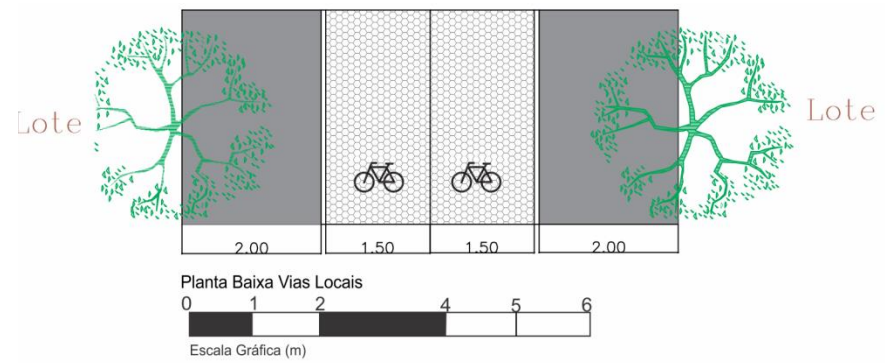 Lote
Lote
2.00 1.50 1.50 2.00
Planta Baixa Vias Locais
0 1 2 4 5 6
Escala Gráfica (m)